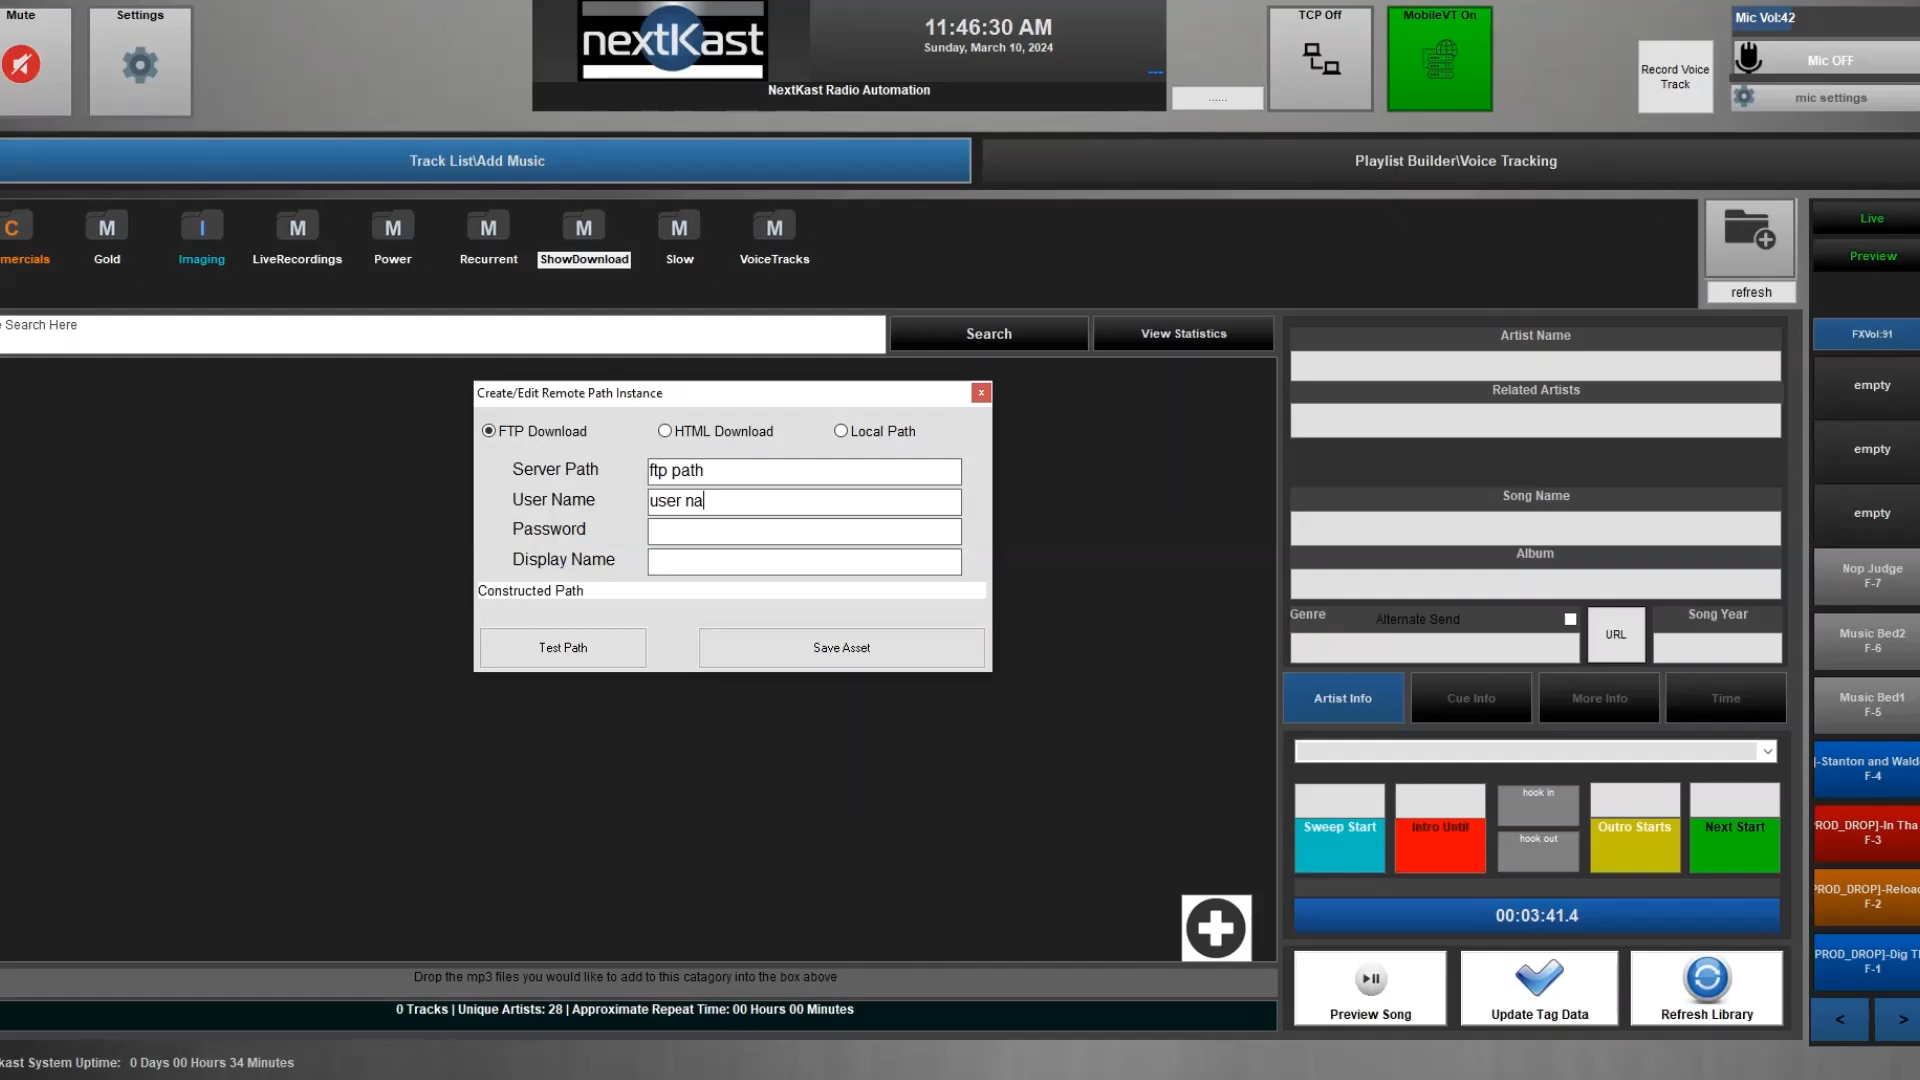 Mute
Settings
nextKast
11:46:30 AM
Sunday, March 10, 2024
NextKast Radio Automation
......
TCP Off
MobileVT On
Record Voice
Track
Mic Vol:42
Mic OFF
mic settings
Track List\Add Music
Playlist Builder\Voice Tracking
C
mercials
M
Gold
I
Imaging
M
LiveRecordings
M
Power
M
Recurrent
M
ShowDownload
M
Slow
M
VoiceTracks
refresh
Live
Preview
Search Here
Search
View Statistics
Artist Name
Related Artists
Song Name
Album
Genre
Alternate Send
URL
Song Year
Artist Info
Cue Info
More Info
Time
Sweep Start
Intro Until
hook in
hook out
Outro Starts
Next Start
00:03:41.4
Preview Song
Update Tag Data
Refresh Library
FXVol:91
empty
empty
empty
Nop Judge
F-7
Music Bed2
F-6
Music Bed1
F-5
]-Stanton and Wald
F-4
PROD_DROP]-In Tha
F-3
PROD_DROP]-Reloa
F-2
PROD_DROP]-Dig T
F-1
<
>
Create/Edit Remote Path Instance
x
FTP Download
HTML Download
Local Path
Server Path
ftp path
User Name
user na
Password
Display Name
Constructed Path
Test Path
Save Asset
Drop the mp3 files you would like to add to this catagory into the box above
0 Tracks | Unique Artists: 28 | Approximate Repeat Time: 00 Hours 00 Minutes
kast System Uptime: 0 Days 00 Hours 34 Minutes